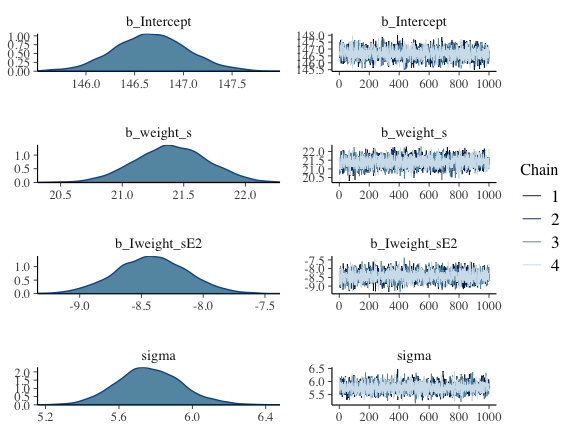 b_Intercept
1.00
0.75
0.50
0.25
0.00
146.0 146.5 147.0 147.5
b_Intercept
148.0
147.5
147.0
146.5
146.0
145.5
0 200 400 600 800 1000
b_weight_s
1.0
0.5
0.0
20.5 21.0 21.5 22.0
b_weight_s
22.0
21.5
21.0
20.5
0 200 400 600 800 1000
Chain
1
2
3
4
b_Iweight_sE2
1.0
0.5
0.0
-9.0 -8.5 -8.0 -7.5
b_Iweight_sE2
-7.5
-8.0
-8.5
-9.0
0 200 400 600 800 1000
sigma
2.0
1.5
1.0
0.5
0.0
5.2 5.6 6.0 6.4
sigma
6.5
6.0
5.5
0 200 400 600 800 1000